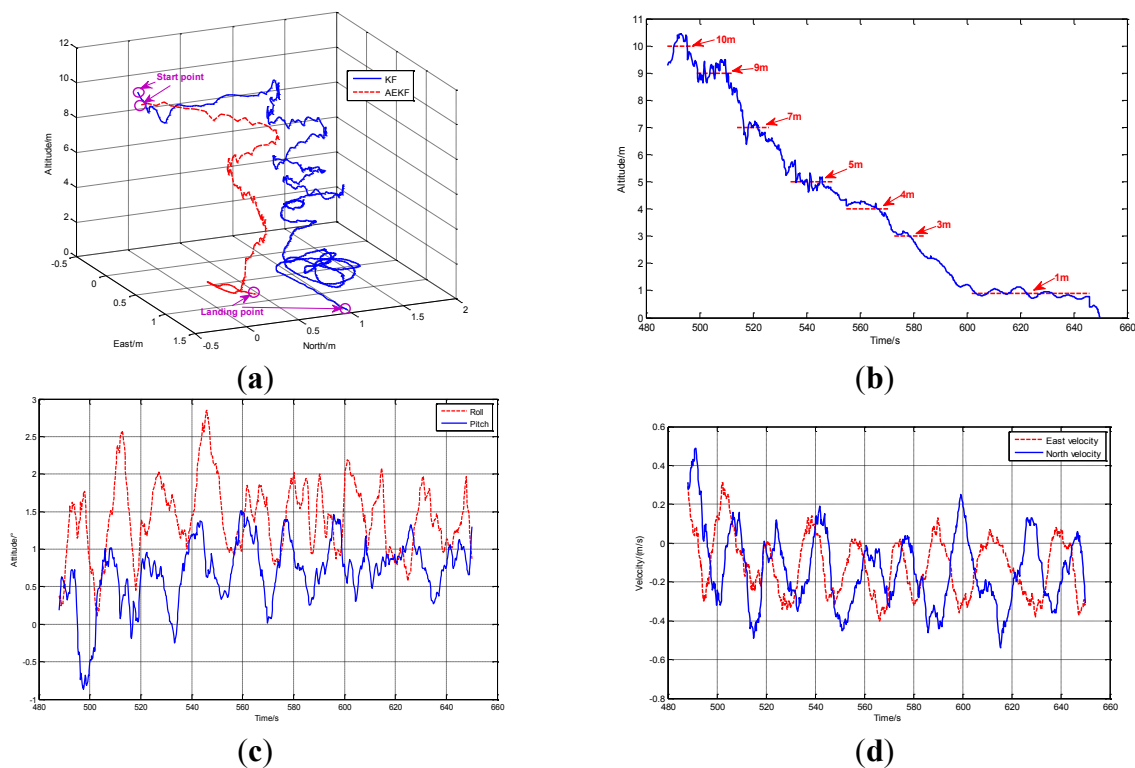 12
10
8
6
4
2
0
Altitude/m
-0.5
0
0.5
1
1.5
East/m
-0.5
0
0.5
1
1.5
2
North/m
Start point
Landing point
KF
AEKF
(a)
11
10
9
8
7
6
5
4
3
2
1
0
Altitude/m
10m
9m
7m
5m
4m
3m
1m
480 500 520 540 560 580 600 620 640 660
Time/s
(b)
3
2.5
2
1.5
1
0.5
0
-0.5
-1
Altitude/°
Roll
Pitch
480 500 520 540 560 580 600 620 640 660
Time/s
(c)
0.6
0.4
0.2
0
-0.2
-0.4
-0.6
-0.8
Velocity/(m/s)
East velocity
North velocity
480 500 520 540 560 580 600 620 640 660
Time/s
(d)